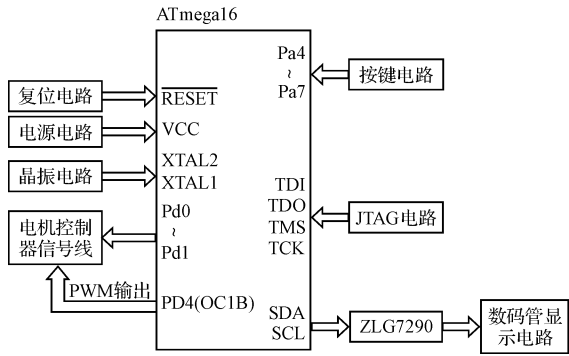 ATmega16
复位电路
电源电路
晶振电路
电机控制
器信号线
PWM输出
RESET
VCC
XTAL2
XTAL1
Pd0
~
Pd1
PD4(OC1B)
Pa4
~
Pa7
TDI
TDO
TMS
TCK
SDA
SCL
按键电路
JTAG电路
ZLG7290
数码管显
示电路